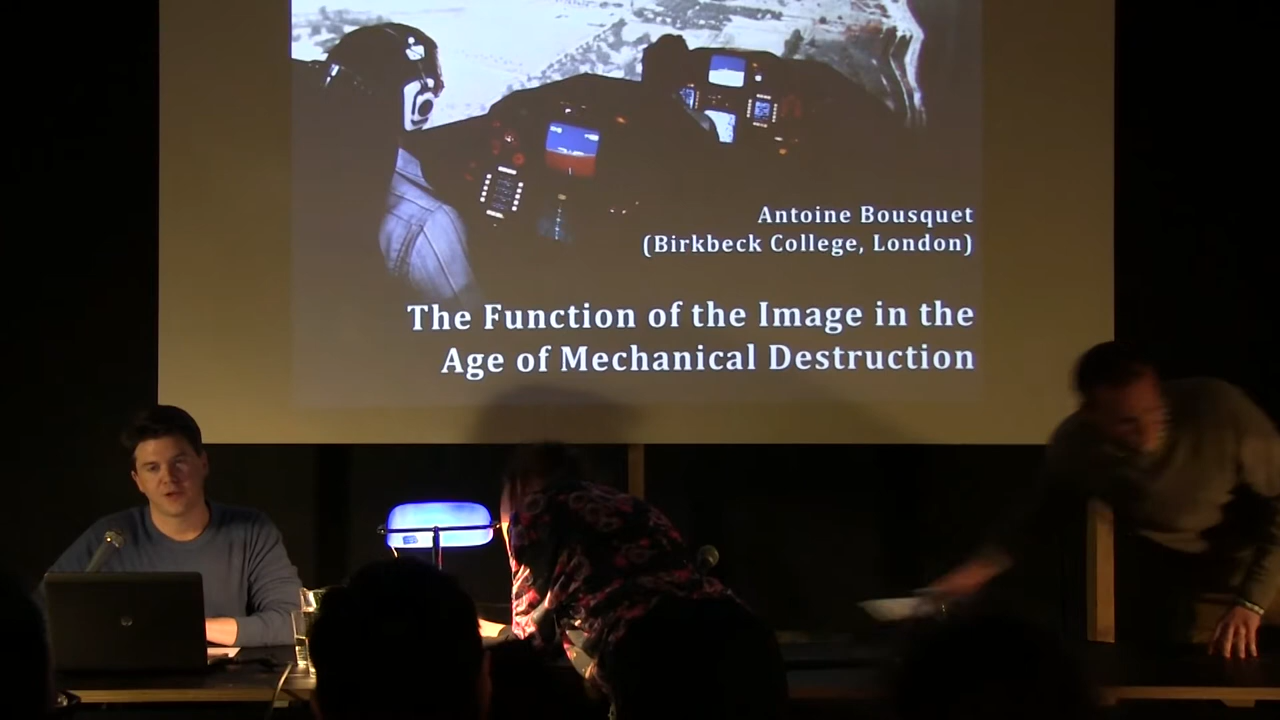 Antoine Bousquet
(Birkbeck College, London)
The Function of the Image in the
Age of Mechanical Destruction